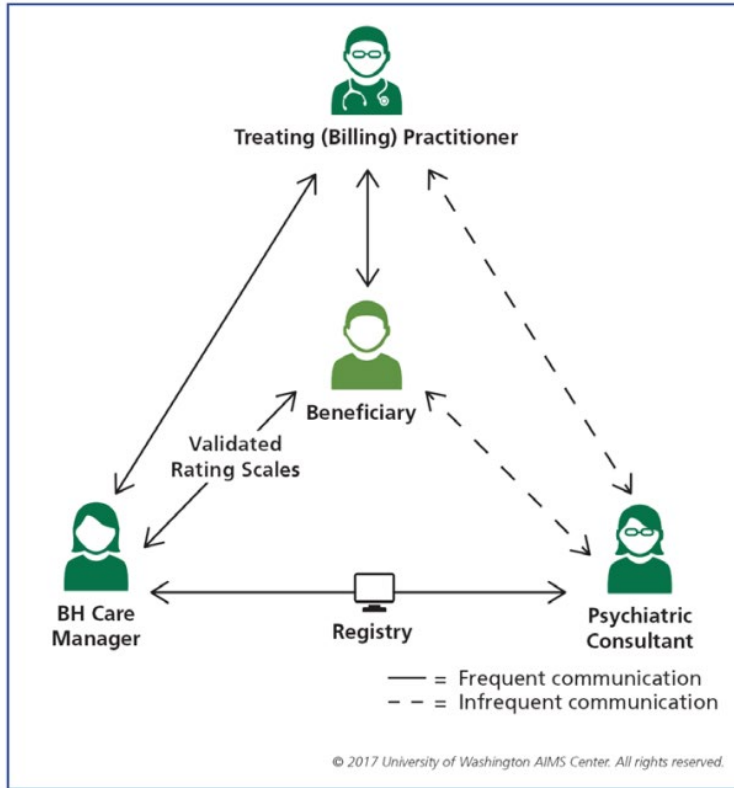 Treating (Billing) Practitioner
Beneficiary
Validated
Rating Scales
BH Care
Manager
Registry
Psychiatric
Consultant
= Frequent communication
= Infrequent communication
© 2017 University of Washington AIMS Center. All rights reserved.